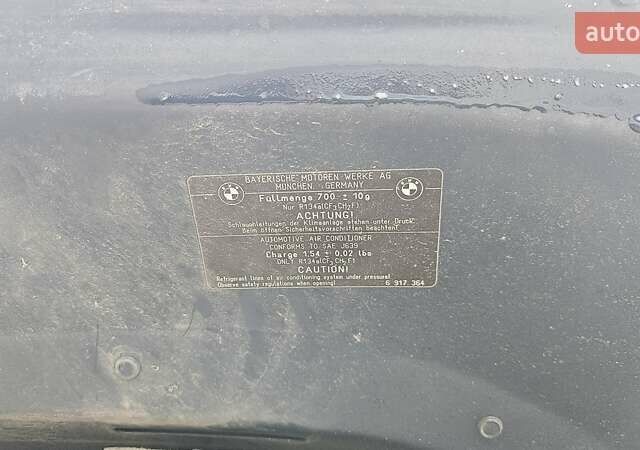 auto
BAYERISCHE MOTOREN WERKE AG
MÜNCHEN, GERMANY
Füllmenge 700 ± 10g
Nur R134a(CF3CH2F)
ACHTUNG!
Schlauchleitungen der Klimaanlage stehen unter Druck!
Beim öffnen Sicherheitsvorschriften beachten!
AUTOMOTIVE AIR CONDITIONER
CONFORMS TO SAE J639
Charge 1.54 ± 0.02 lbs
ONLY R134a(CF3CH2F)
CAUTION!
Refrigerant lines of air conditioning system under pressure!
Observe safety regulations when opening!
6 917 364